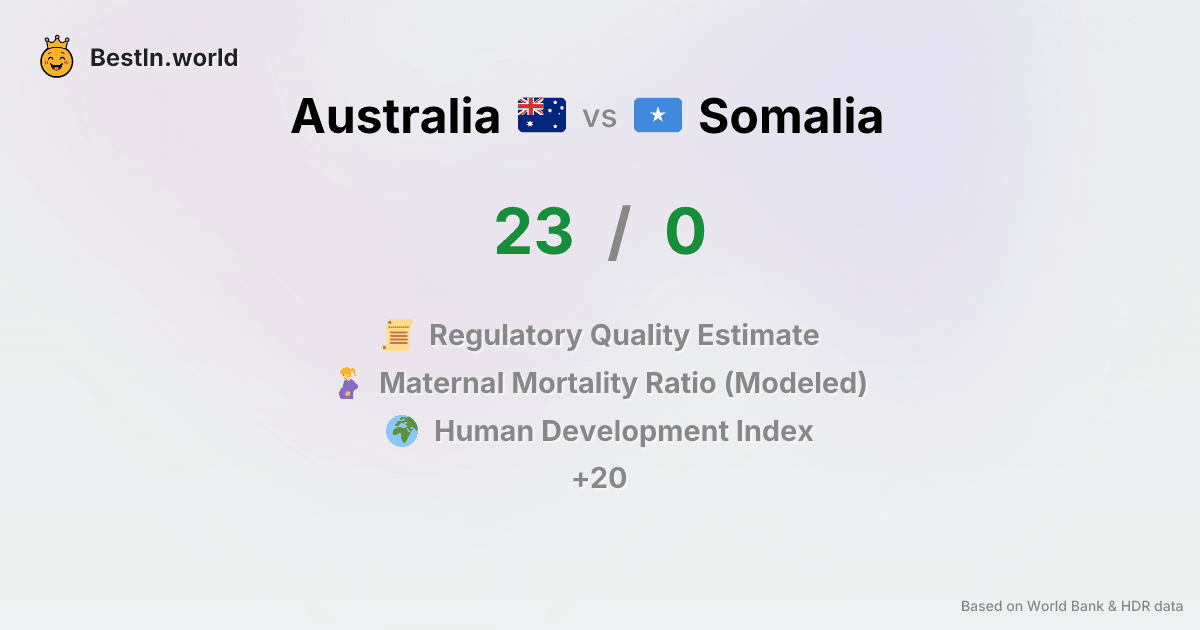 BestIn.world
Australia vs Somalia
23 / 0
Regulatory Quality Estimate
Maternal Mortality Ratio (Modeled)
Human Development Index
+20
Based on World Bank & HDR data